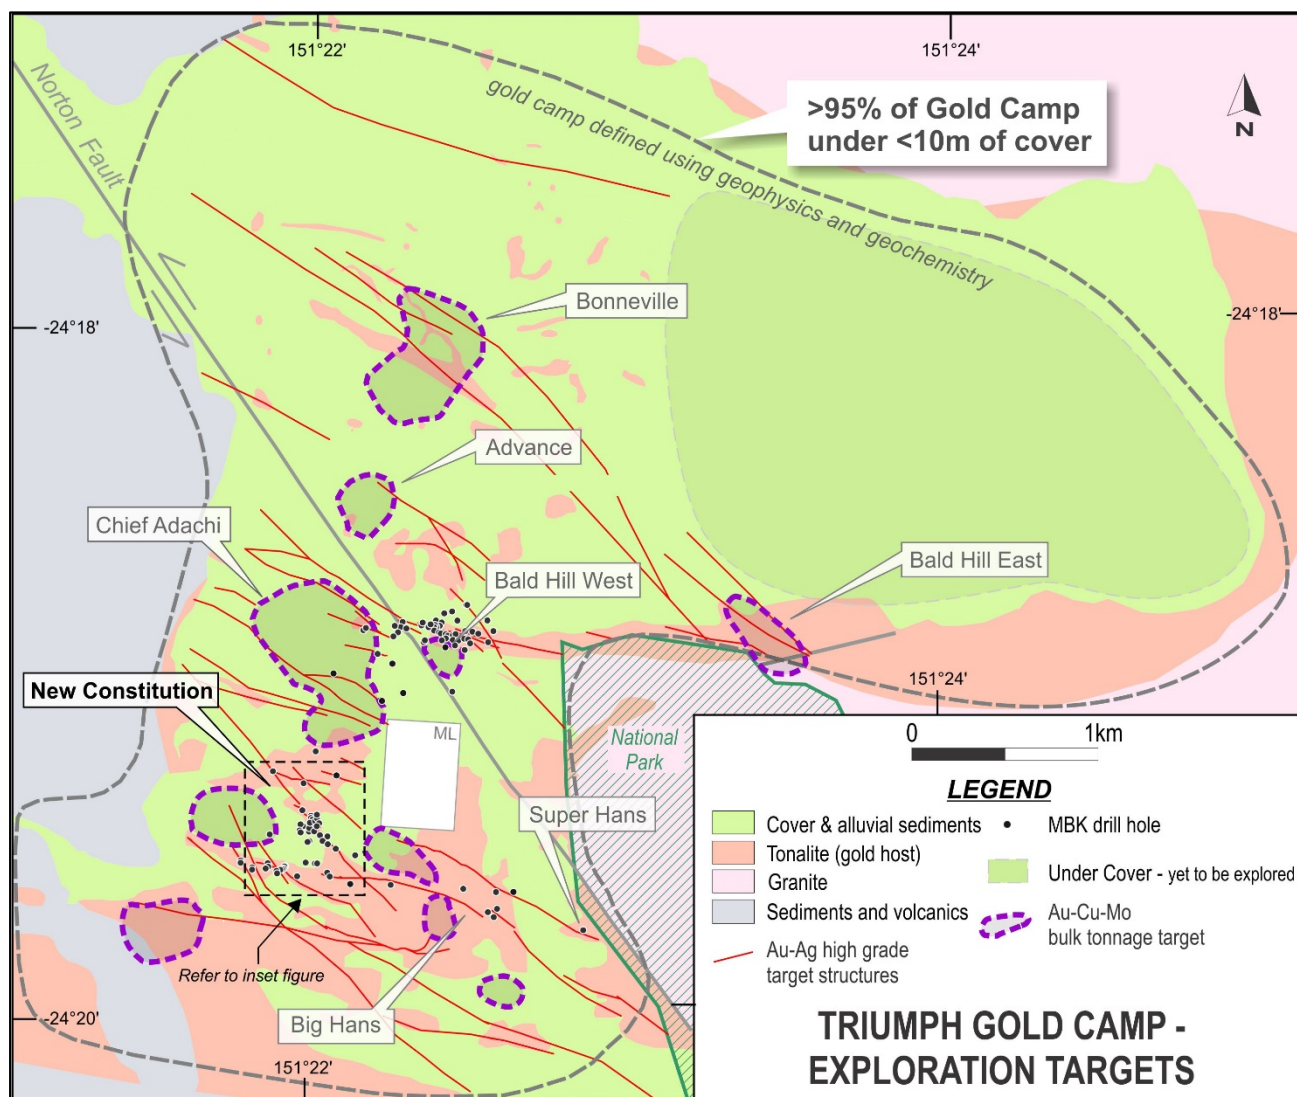 151°22'
151°24'
Norton Fault
gold camp defined using geophysics and geochemistry
>95% of Gold Camp
under <10m of cover
N
-24°18'
-24°18'
Bonneville
Advance
Chief Adachi
Bald Hill West
Bald Hill East
New Constitution
151°24'
ML
National
Park
Super Hans
Refer to inset figure
Big Hans
-24°20'
151°22'
0 1km
LEGEND
Cover & alluvial sediments
Tonalite (gold host)
Granite
Sediments and volcanics
Au-Ag high grade
target structures
MBK drill hole
Under Cover - yet to be explored
Au-Cu-Mo
bulk tonnage target
TRIUMPH GOLD CAMP -
EXPLORATION TARGETS